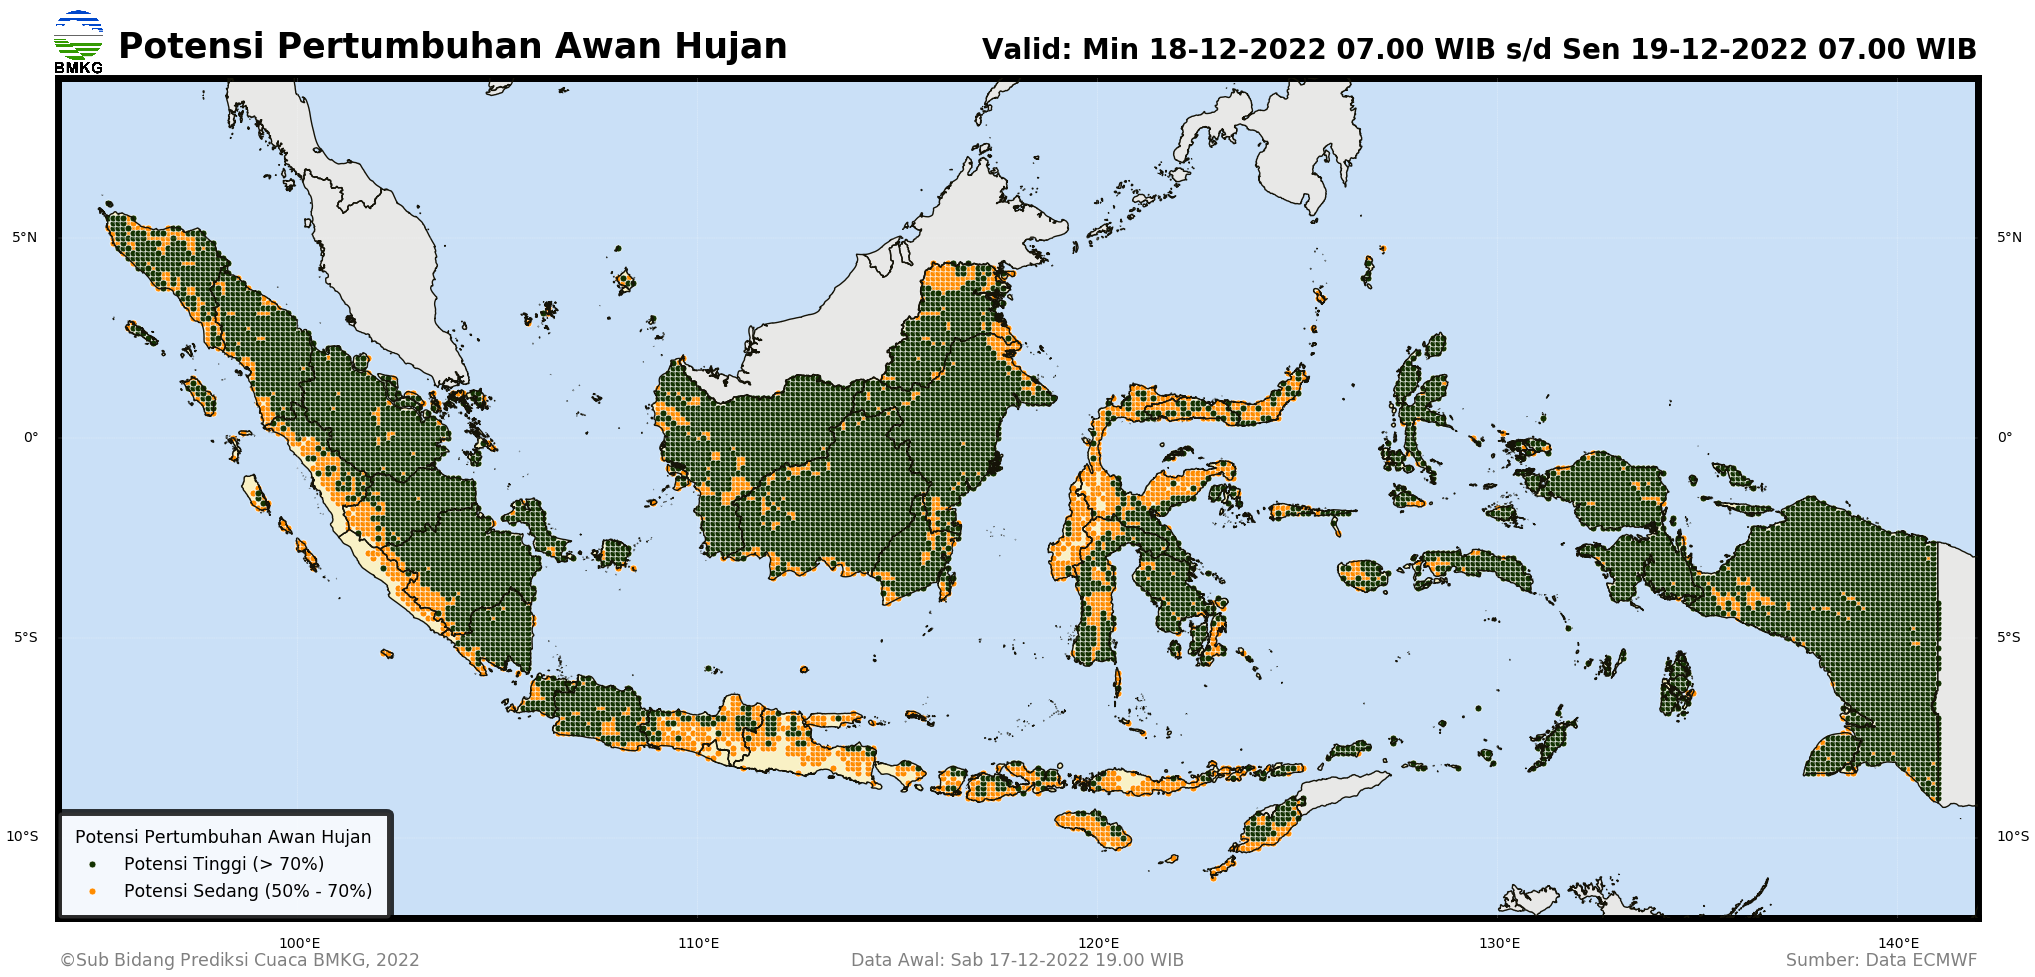 BMKG
Potensi Pertumbuhan Awan Hujan
Valid: Min 18-12-2022 07.00 WIB s/d Sen 19-12-2022 07.00 WIB
5°N
5°N
0°
0°
5°S
5°S
10°S
10°S
Potensi Pertumbuhan Awan Hujan
Potensi Tinggi (> 70%)
Potensi Sedang (50% - 70%)
100°E
110°E
120°E
130°E
140°E
©Sub Bidang Prediksi Cuaca BMKG, 2022
Data Awal: Sab 17-12-2022 19.00 WIB
Sumber: Data ECMWF